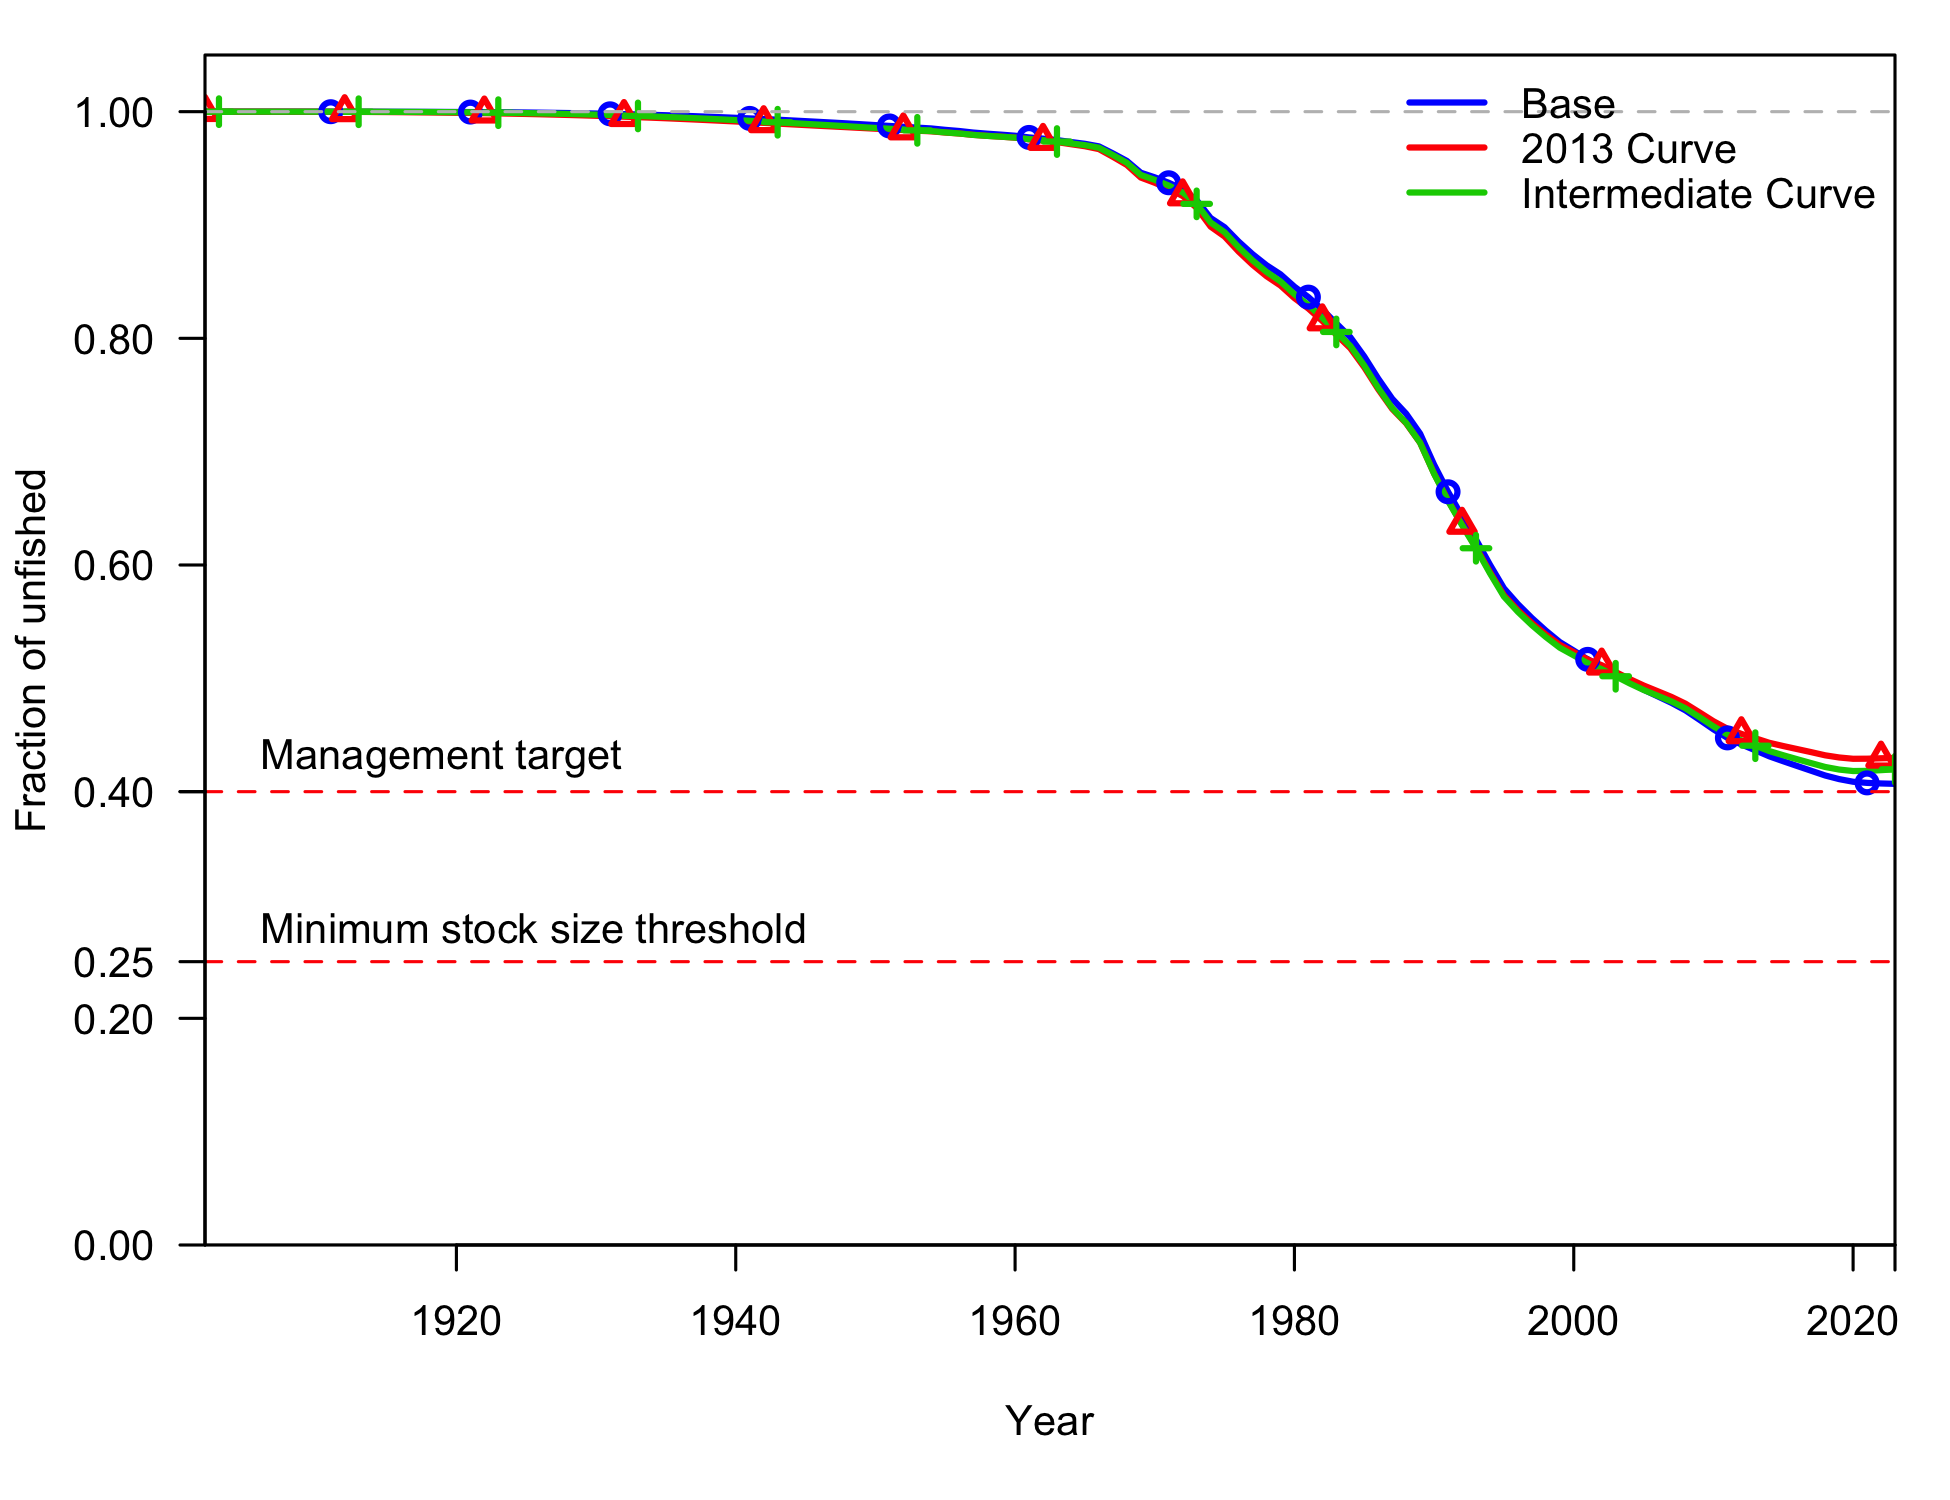 Base
2013 Curve
Intermediate Curve
1.00
0.80
0.60
0.40
0.25
0.20
0.00
Fraction of unfished
Management target
Minimum stock size threshold
1920 1940 1960 1980 2000 2020
Year